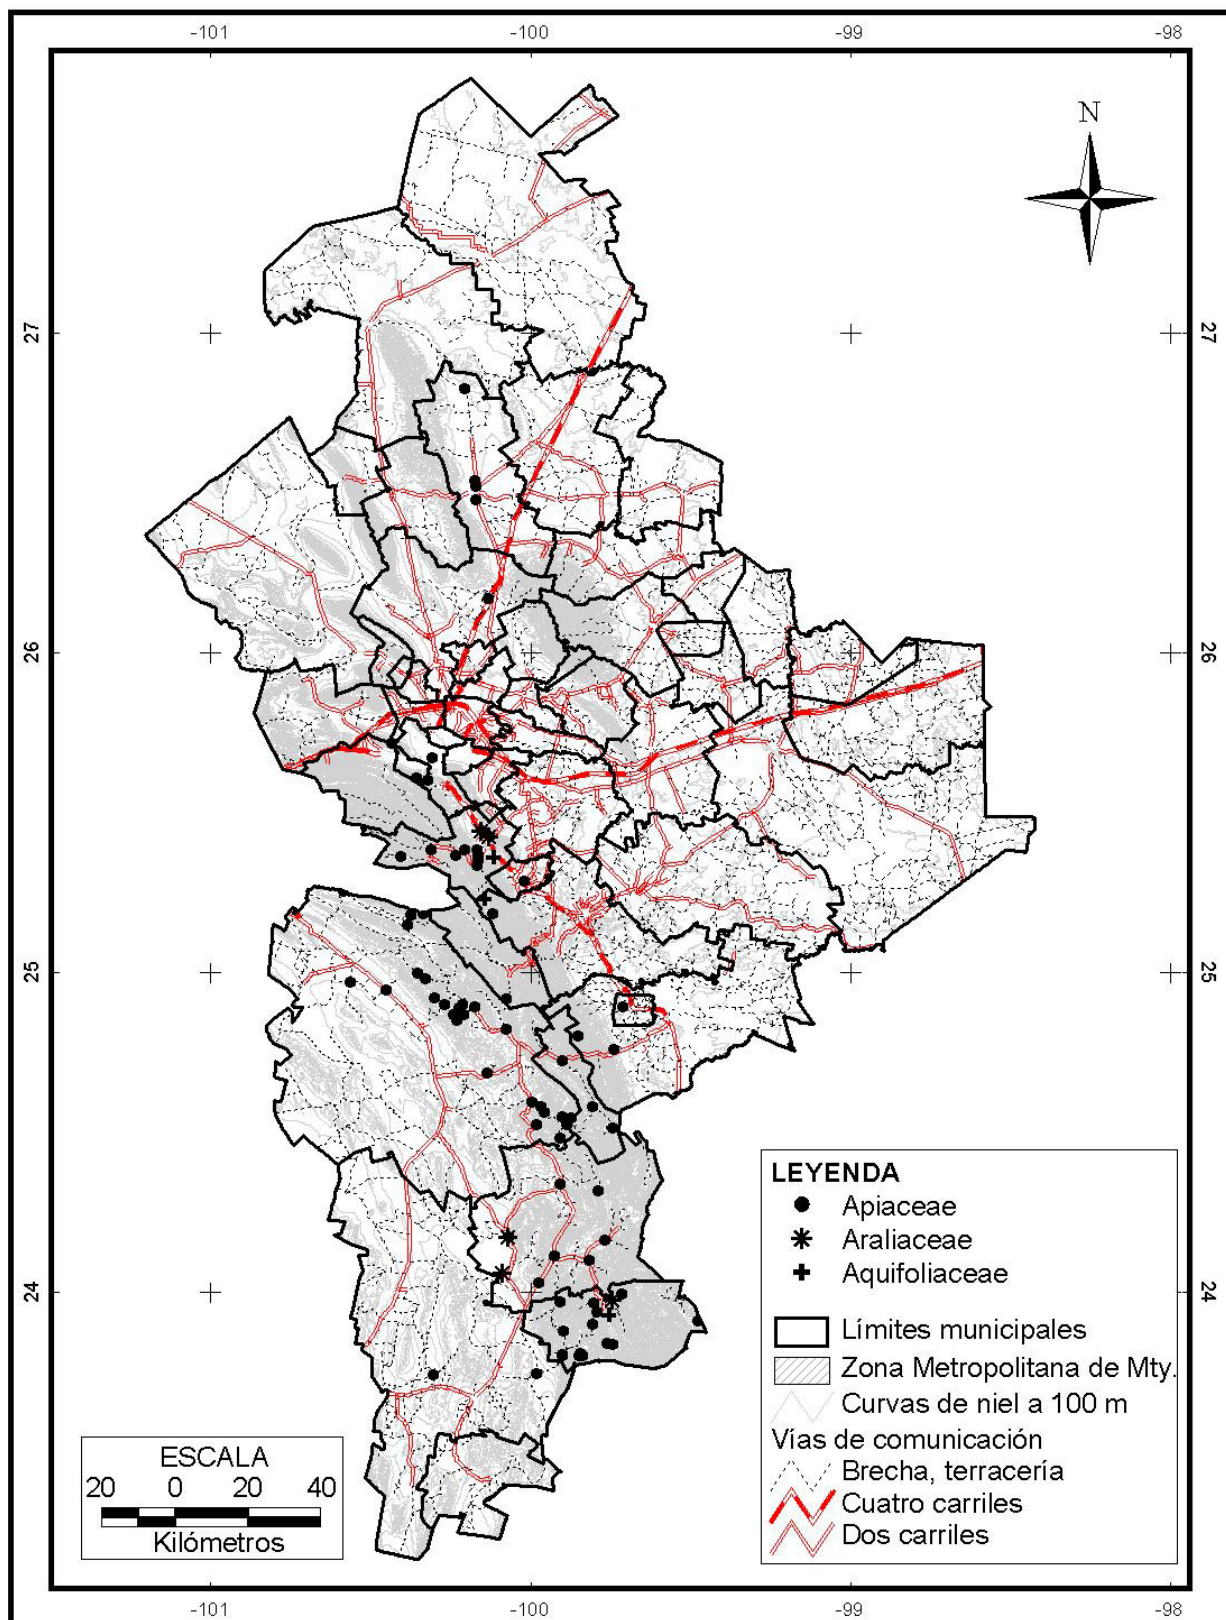 -101 -100 -99 -98
N
27 27
26 26
25 25
24 24
LEYENDA
Apiaceae
Araliaceae
Aquifoliaceae
Límites municipales
Zona Metropolitana de Mty.
Curvas de niel a 100 m
Vías de comunicación
Brecha, terracería
Cuatro carriles
Dos carriles
ESCALA
20 0 20 40
Kilómetros
-101 -100 -99 -98